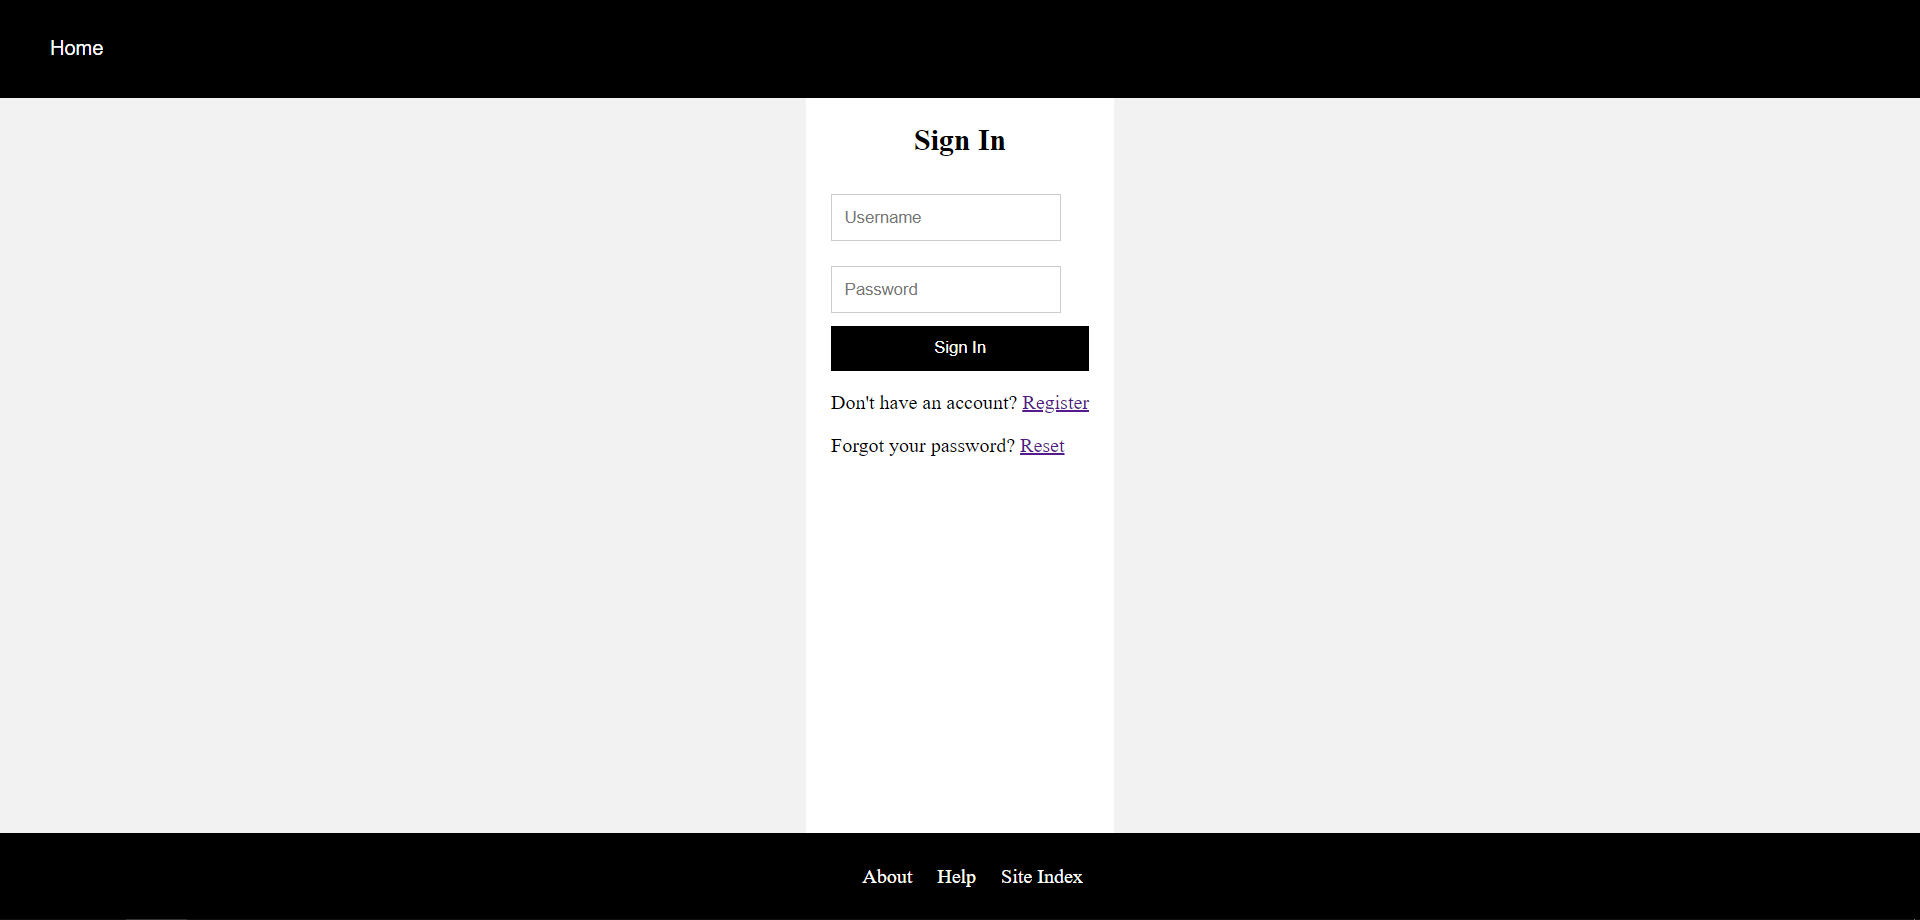 Home
Sign In
Username
Password
Sign In
Don't have an account? Register
Forgot your password? Reset
About Help Site Index